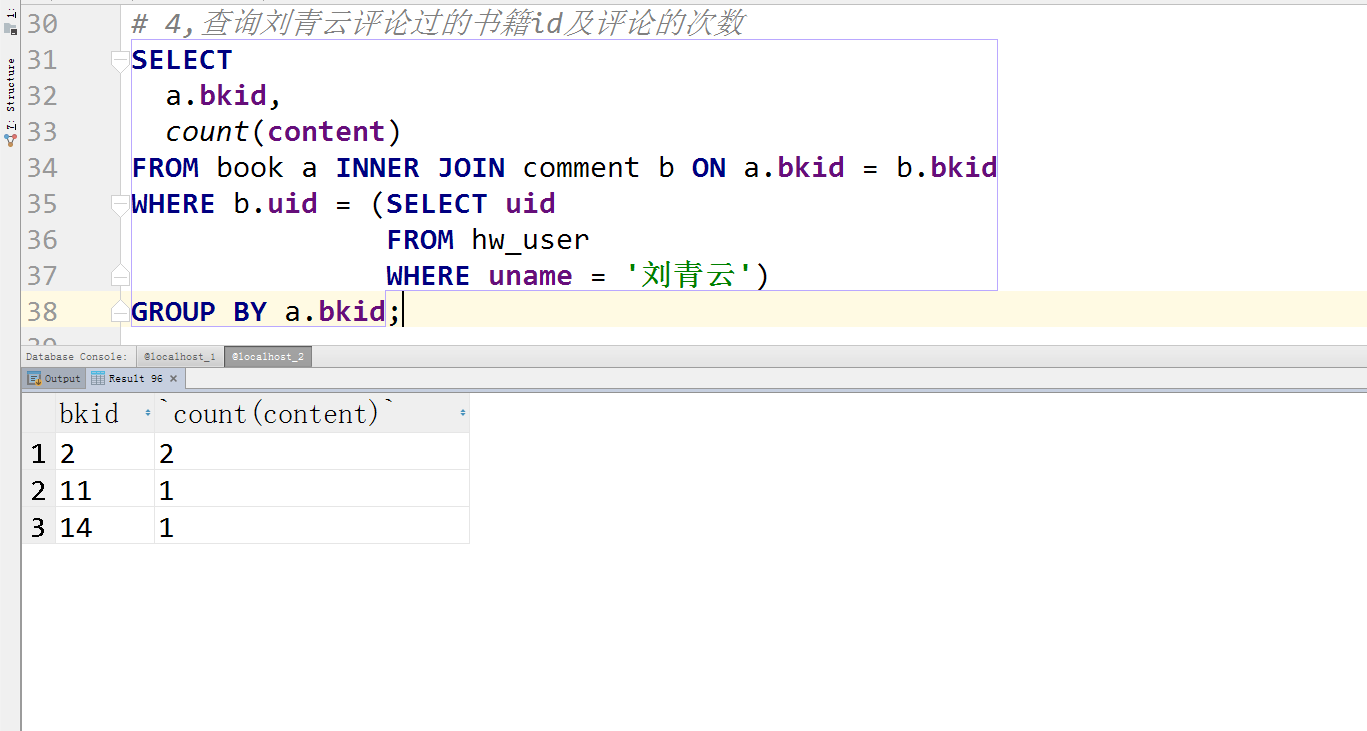 1:
30 # 4,查询刘青云评论过的书籍id及评论的次数
31 SELECT
32 a.bkid,
33 count(content)
34 FROM book a INNER JOIN comment b ON a.bkid = b.bkid
35 WHERE b.uid = (SELECT uid
36 FROM hw_user
37 WHERE uname = '刘青云')
38 GROUP BY a.bkid;
39
7: Structure
Database Console: @localhost_1 @localhost_2
Output Result 96 ×
bkid `count(content)`
1 2 2
2 11 1
3 14 1